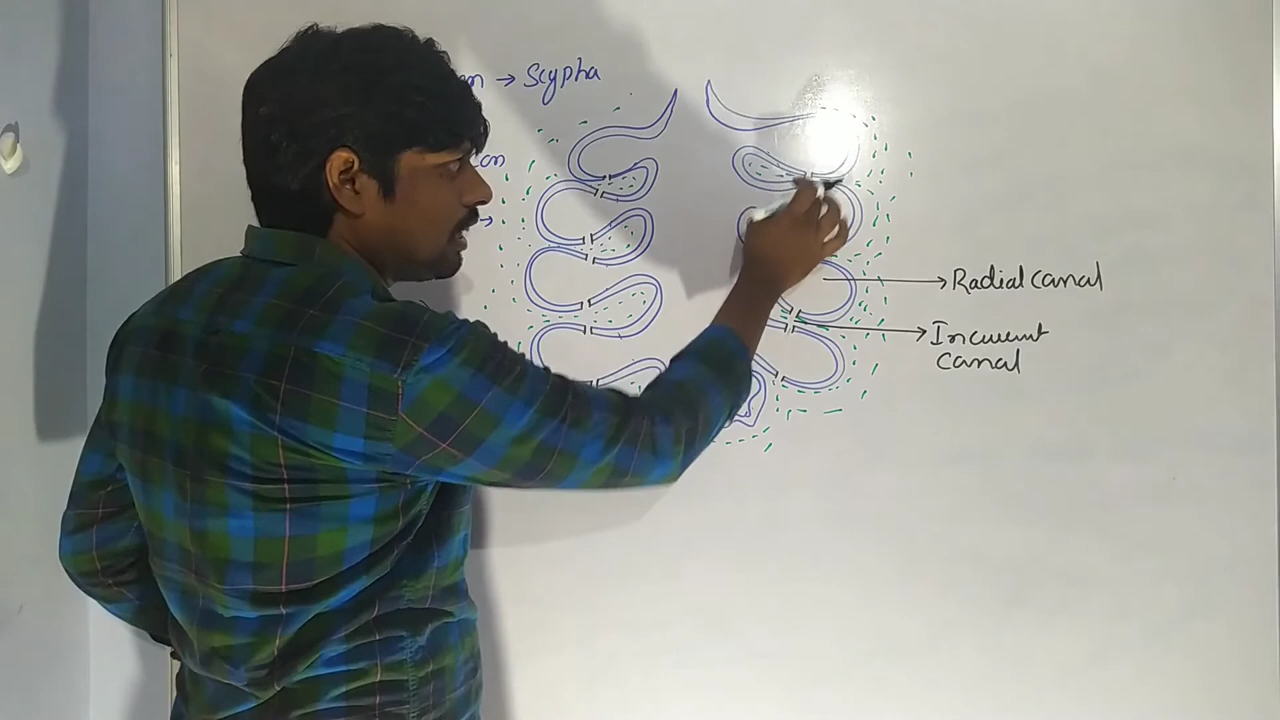 → Scypha
→
Radial canal
Incurrent
canal